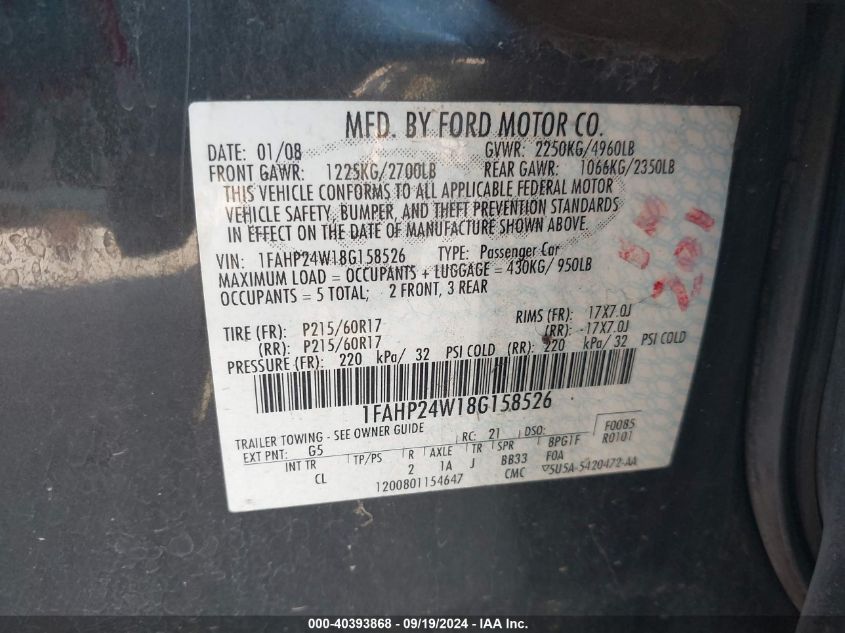 MFD. BY FORD MOTOR CO.
DATE: 01/08 GVWR: 2250KG/4960LB
FRONT GAWR: 1225KG/2700LB REAR GAWR: 1066KG/2350LB
THIS VEHICLE CONFORMS TO ALL APPLICABLE FEDERAL MOTOR
VEHICLE SAFETY, BUMPER, AND THEFT PREVENTION STANDARDS
IN EFFECT ON THE DATE OF MANUFACTURE SHOWN ABOVE.
VIN: 1FAHP24W18G158526 TYPE: Passenger Car
MAXIMUM LOAD = OCCUPANTS + LUGGAGE = 430KG/ 950LB
OCCUPANTS = 5 TOTAL; 2 FRONT, 3 REAR
TIRE (FR): P215/60R17 RIMS (FR): 17X7.0J
(RR): P215/60R17 (RR): -17X7.0J
PRESSURE (FR): 220 kPa/ 32 PSI COLD (RR): 220 kPa/ 32 PSI COLD
1FAHP24W18G158526
TRAILER TOWING - SEE OWNER GUIDE F0085
EXT PNT: G5 RC: 21 DSO: R0101
INT TR TP/PS R AXLE TR SPR BPG1F
CL 2 1A J BB33 F0A
1200801154647 CMC 5U5A-5420472-AA
000-40393868 - 09/19/2024 - IAAI Inc.